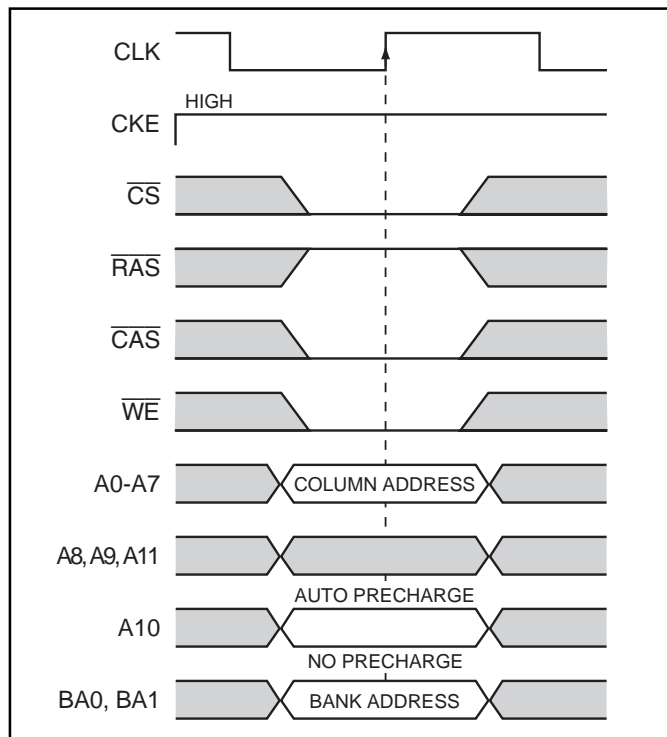 CLK
HIGH
CKE
CS
RAS
CAS
WE
A0-A7 COLUMN ADDRESS
A8, A9, A11
AUTO PRECHARGE
A10
NO PRECHARGE
BA0, BA1 BANK ADDRESS